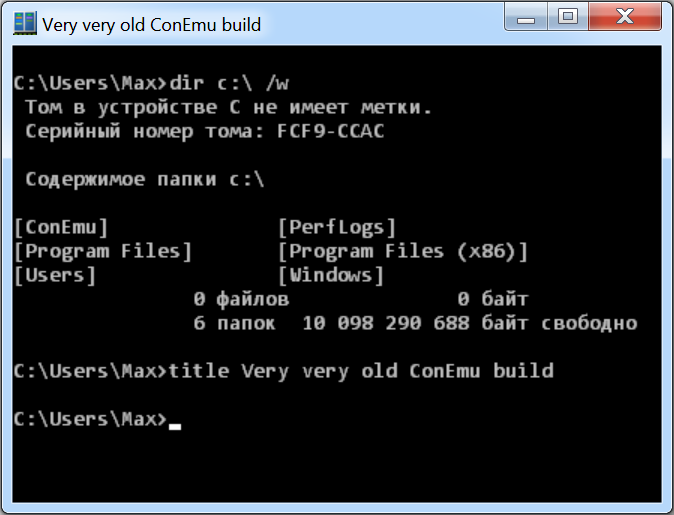 Very very old ConEmu build
C:\Users\Max>dir c:\ /w
Том в устройстве C не имеет метки.
Серийный номер тома: FCF9-CCAC
Содержимое папки c:\
[ConEmu] [PerfLogs]
[Program Files] [Program Files (x86)]
[Users] [Windows]
0 файлов 0 байт
6 папок 10 098 290 688 байт свободно
C:\Users\Max>title Very very old ConEmu build
C:\Users\Max>_